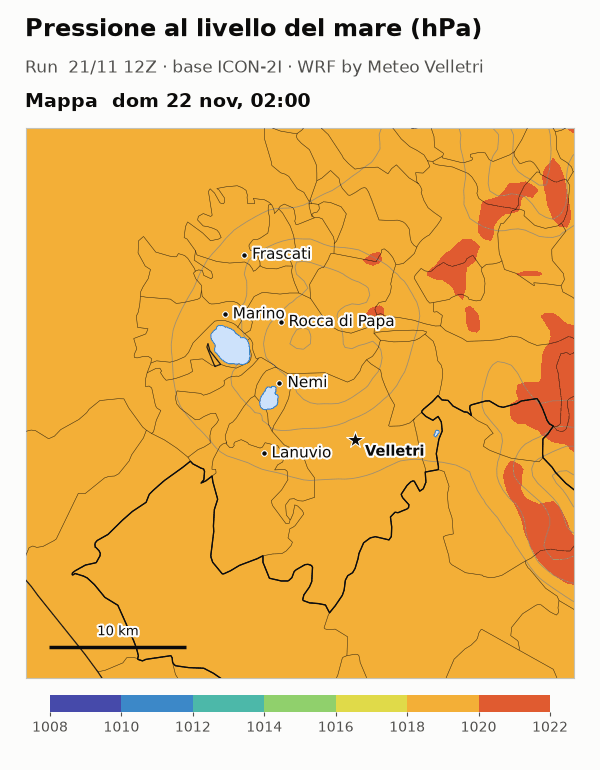 Pressione al livello del mare (hPa)
Run  21/11 12Z · base ICON-2I · WRF by Meteo Velletri
Mappa  dom 22 nov, 02:00
Frascati
Marino
Rocca di Papa
Nemi
Velletri
Lanuvio
10 km
1008 1010 1012 1014 1016 1018 1020 1022